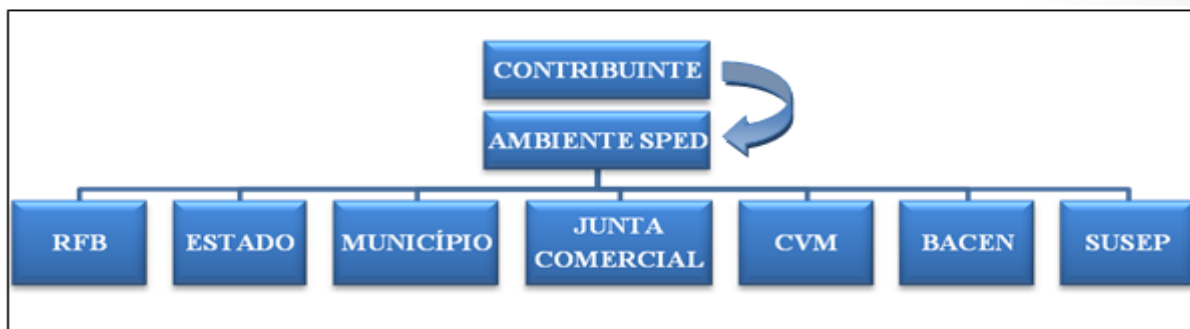 CONTRIBUINTE
AMBIENTE SPED
RFB
ESTADO
MUNICÍPIO
JUNTA
COMERCIAL
CVM
BACEN
SUSEP